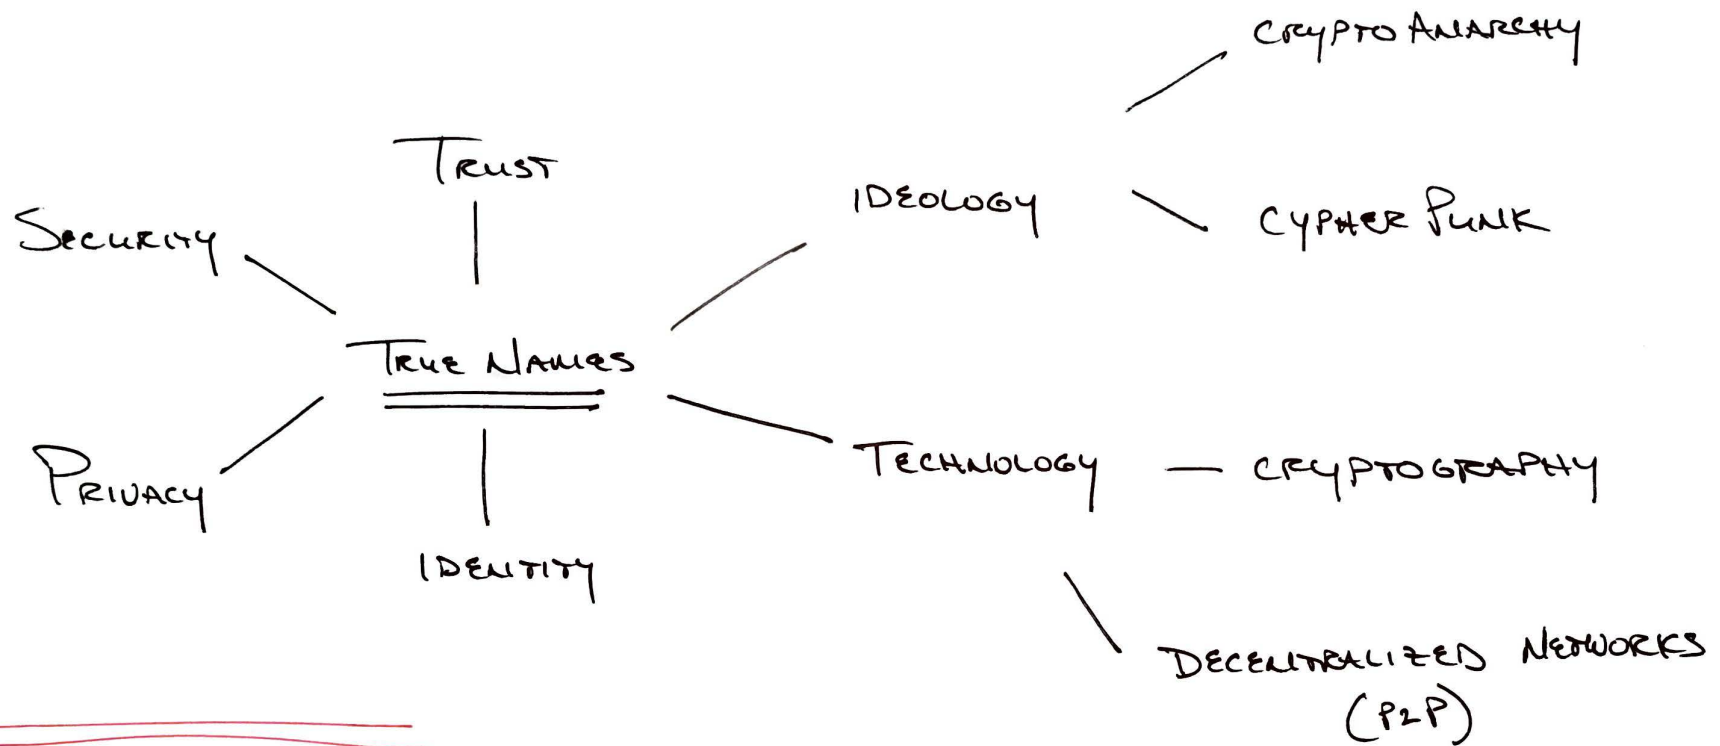 CRYPTO ANARCHY
TRUST
IDEOLOGY
SECURITY
CYPHER PUNK
TRUE NAMES
TECHNOLOGY
CRYPTOGRAPHY
PRIVACY
IDENTITY
DECENTRALIZED NETWORKS
(P2P)